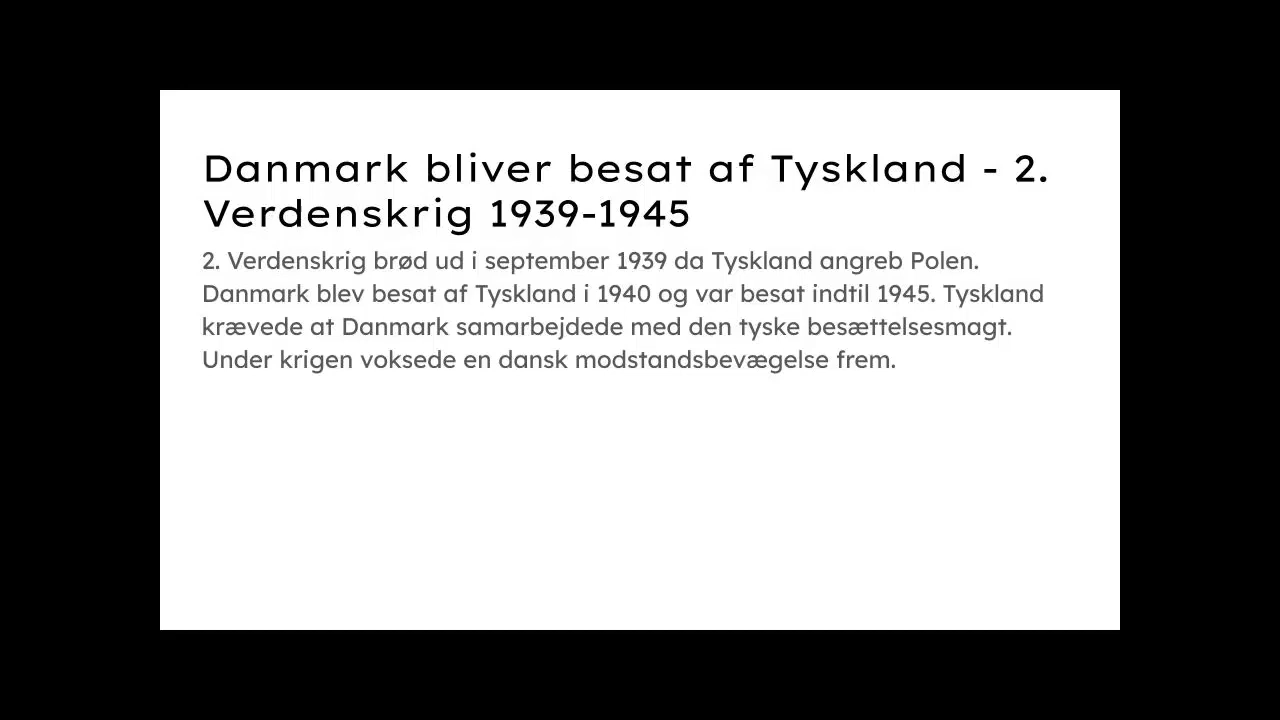 Danmark bliver besat af Tyskland - 2.
Verdenskrig 1939-1945
2. Verdenskrig brød ud i september 1939 da Tyskland angreb Polen.
Danmark blev besat af Tyskland i 1940 og var besat indtil 1945. Tyskland
krævede at Danmark samarbejdede med den tyske besættelsesmagt.
Under krigen voksede en dansk modstandsbevægelse frem.